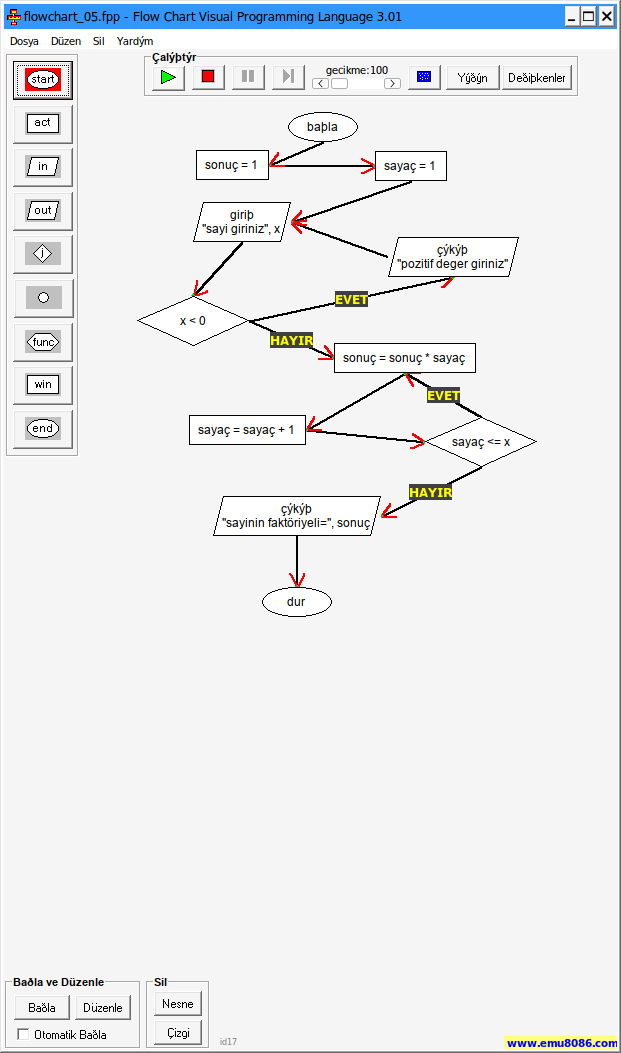 flowchart_05.fpp - Flow Chart Visual Programming Language 3.01
Dosya Düzen Sil Yardým
Çalýþtýr
gecikme:100
Yýðýn
Deðiþkenler
start
act
in
out
i
func
win
end
baþla
sonuç = 1
sayaç = 1
giriþ
"sayi giriniz", x
çýkýþ
"pozitif deger giriniz"
x < 0
EVET
HAYIR
sonuç = sonuç * sayaç
EVET
sayaç = sayaç + 1
sayaç <= x
HAYIR
çýkýþ
"sayinin faktöriyeli=", sonuç
dur
Baðla ve Düzenle
Baðla
Düzenle
Otomatik Baðla
Sil
Nesne
Çizgi
id17
www.emu8086.com